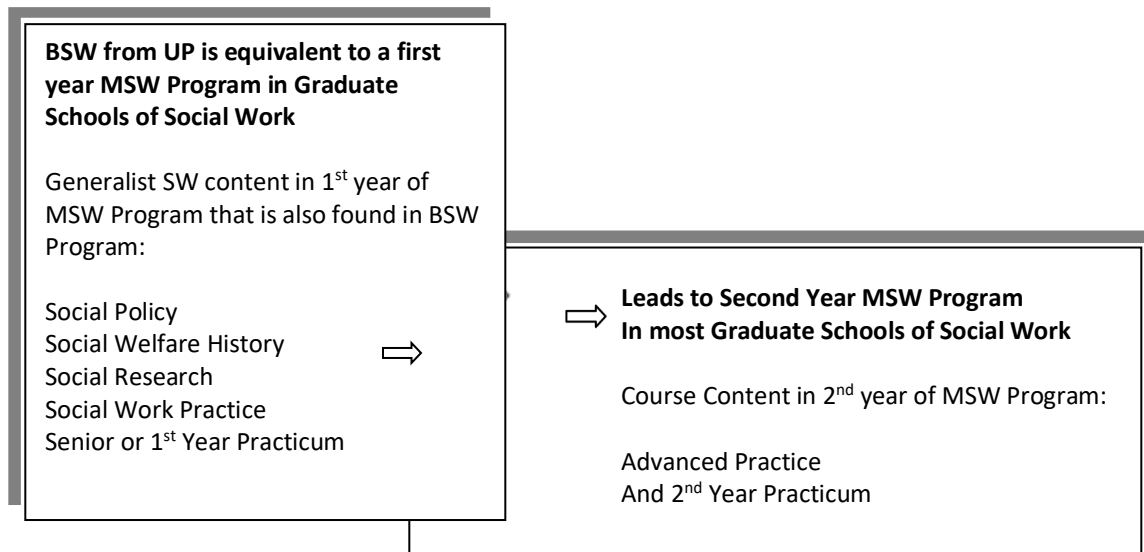 BSW from UP is equivalent to a first
year MSW Program in Graduate
Schools of Social Work
Generalist SW content in 1st year of
MSW Program that is also found in BSW
Program:
Social Policy
Social Welfare History
Social Research
Social Work Practice
Senior or 1st Year Practicum
Leads to Second Year MSW Program
In most Graduate Schools of Social Work
Course Content in 2nd year of MSW Program:
Advanced Practice
And 2nd Year Practicum